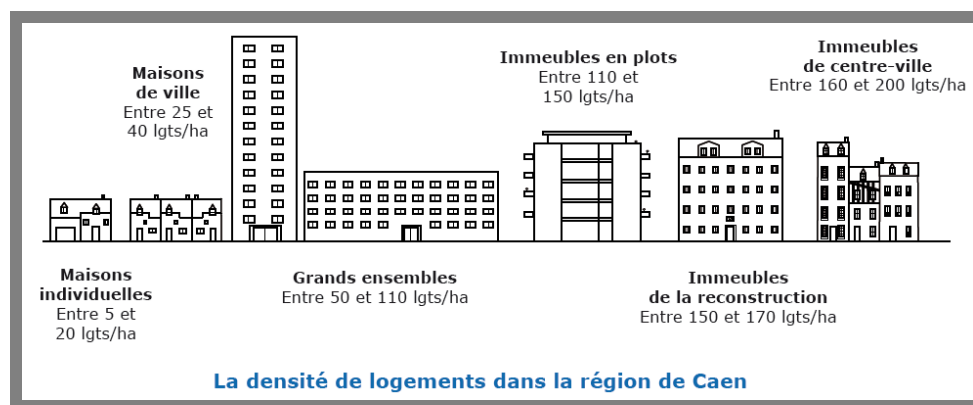 Maisons
de ville
Entre 25 et
40 lgts/ha
Immeubles en plots
Entre 110 et
150 lgts/ha
Immeubles
de centre-ville
Entre 160 et 200 lgts/ha
Maisons
individuelles
Entre 5 et
20 lgts/ha
Grands ensembles
Entre 50 et 110 lgts/ha
Immeubles
de la reconstruction
Entre 150 et 170 lgts/ha
La densité de logements dans la région de Caen